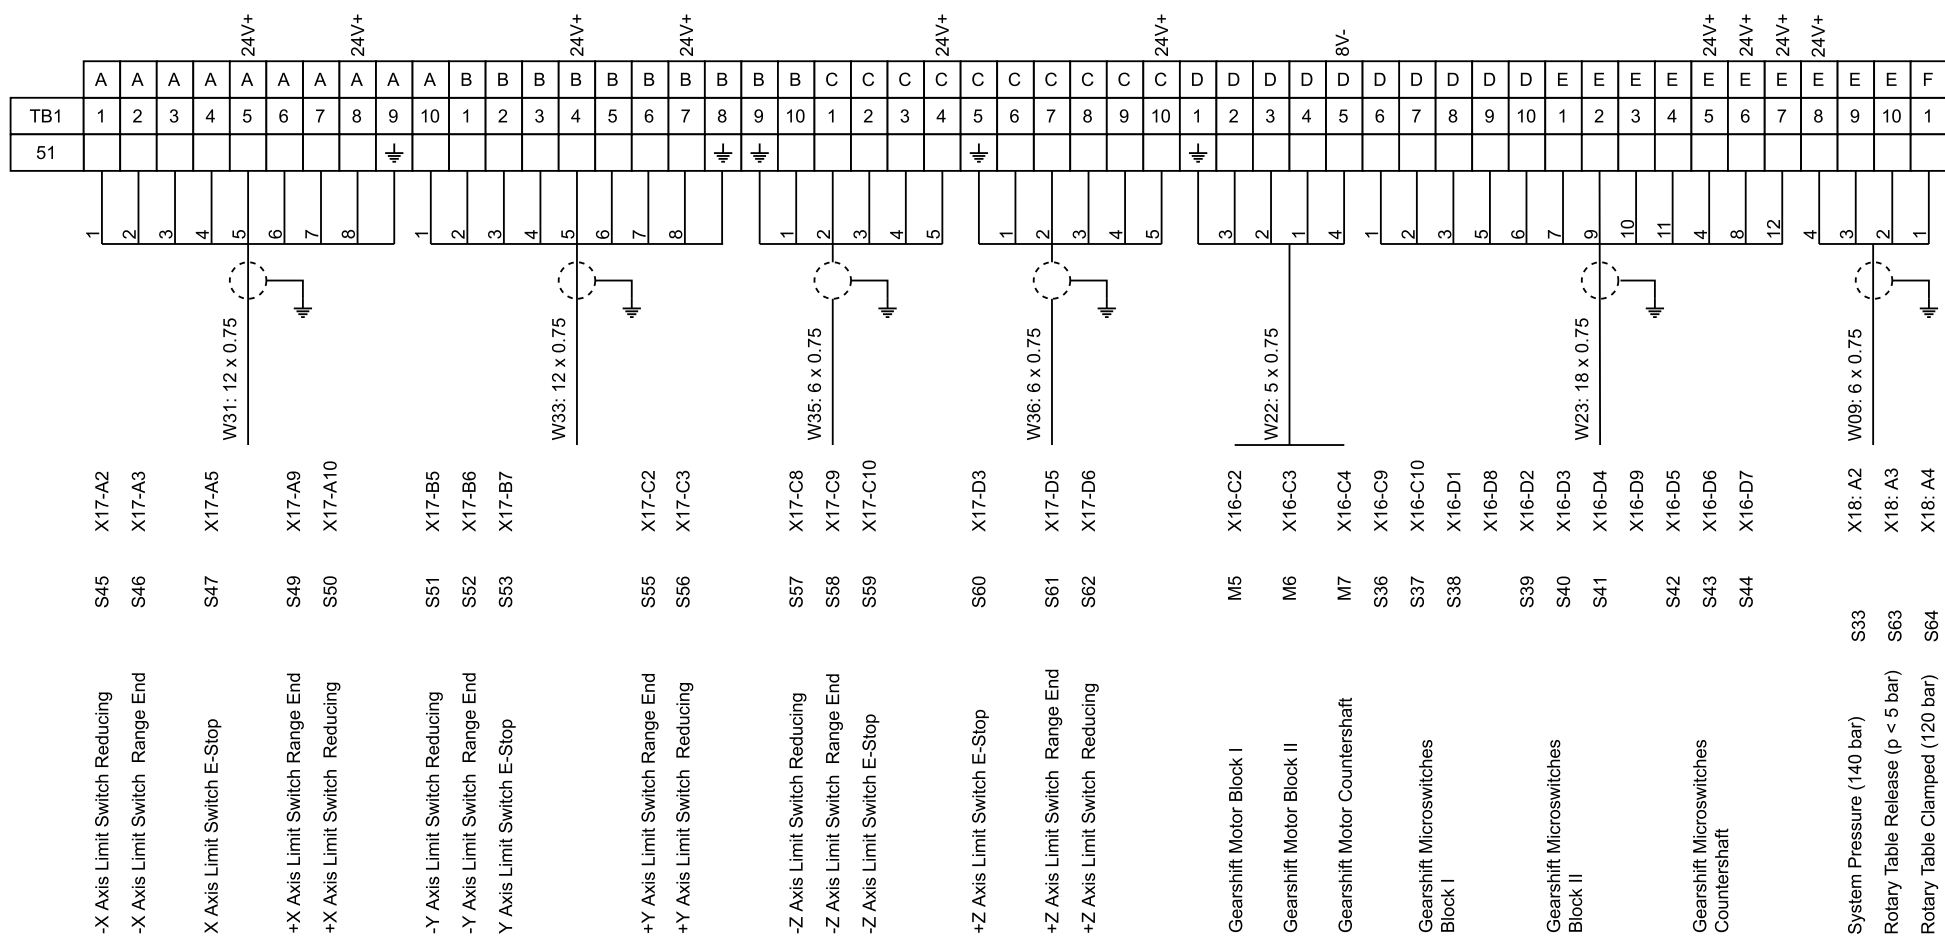 24V+ 24V+ 24V+ 24V+ 24V+ 24V+ 8V- 24V+ 24V+ 24V+ 24V+
A A A A A A A A A A B B B B B B B B B B C C C C C C C C C C D D D D D D D D D D E E E E E E E E E E F
TB1 1 2 3 4 5 6 7 8 9 10 1 2 3 4 5 6 7 8 9 10 1 2 3 4 5 6 7 8 9 10 1 2 3 4 5 6 7 8 9 10 1 2 3 4 5 6 7 8 9 10 1
51
1 2 3 4 5 6 7 8 1 2 3 4 5 6 7 8 1 2 3 4 5 1 2 3 4 5 3 2 1 4 1 2 3 5 6 7 9 10 11 4 8 12 4 3 2 1
W31: 12 x 0.75
W33: 12 x 0.75
W35: 6 x 0.75
W36: 6 x 0.75
W22: 5 x 0.75
W23: 18 x 0.75
W09: 6 x 0.75
X17-A2 X17-A3 X17-A5 X17-A9 X17-A10 X17-B5 X17-B6 X17-B7 X17-C2 X17-C3 X17-C8 X17-C9 X17-C10 X17-D3 X17-D5 X17-D6 X16-C2 X16-C3 X16-C4 X16-C9 X16-C10 X16-D1 X16-D8 X16-D2 X16-D3 X16-D4 X16-D9 X16-D5 X16-D6 X16-D7 X18: A2 X18: A3 X18: A4
S45 S46 S47 S49 S50 S51 S52 S53 S55 S56 S57 S58 S59 S60 S61 S62 M5 M6 M7 S36 S37 S38 S39 S40 S41 S42 S43 S44 S33 S63 S64
-X Axis Limit Switch Reducing
-X Axis Limit Switch Range End
X Axis Limit Switch E-Stop
+X Axis Limit Switch Range End
+X Axis Limit Switch Reducing
-Y Axis Limit Switch Reducing
-Y Axis Limit Switch Range End
Y Axis Limit Switch E-Stop
+Y Axis Limit Switch Range End
+Y Axis Limit Switch Reducing
-Z Axis Limit Switch Reducing
-Z Axis Limit Switch Range End
-Z Axis Limit Switch E-Stop
+Z Axis Limit Switch E-Stop
+Z Axis Limit Switch Range End
+Z Axis Limit Switch Reducing
Gearshift Motor Block I
Gearshift Motor Block II
Gearshift Motor Countershaft
Gearshift Microswitches
Block I
Gearshift Microswitches
Block II
Gearshift Microswitches
Countershaft
System Pressure (140 bar)
Rotary Table Release (p < 5 bar)
Rotary Table Clamped (120 bar)